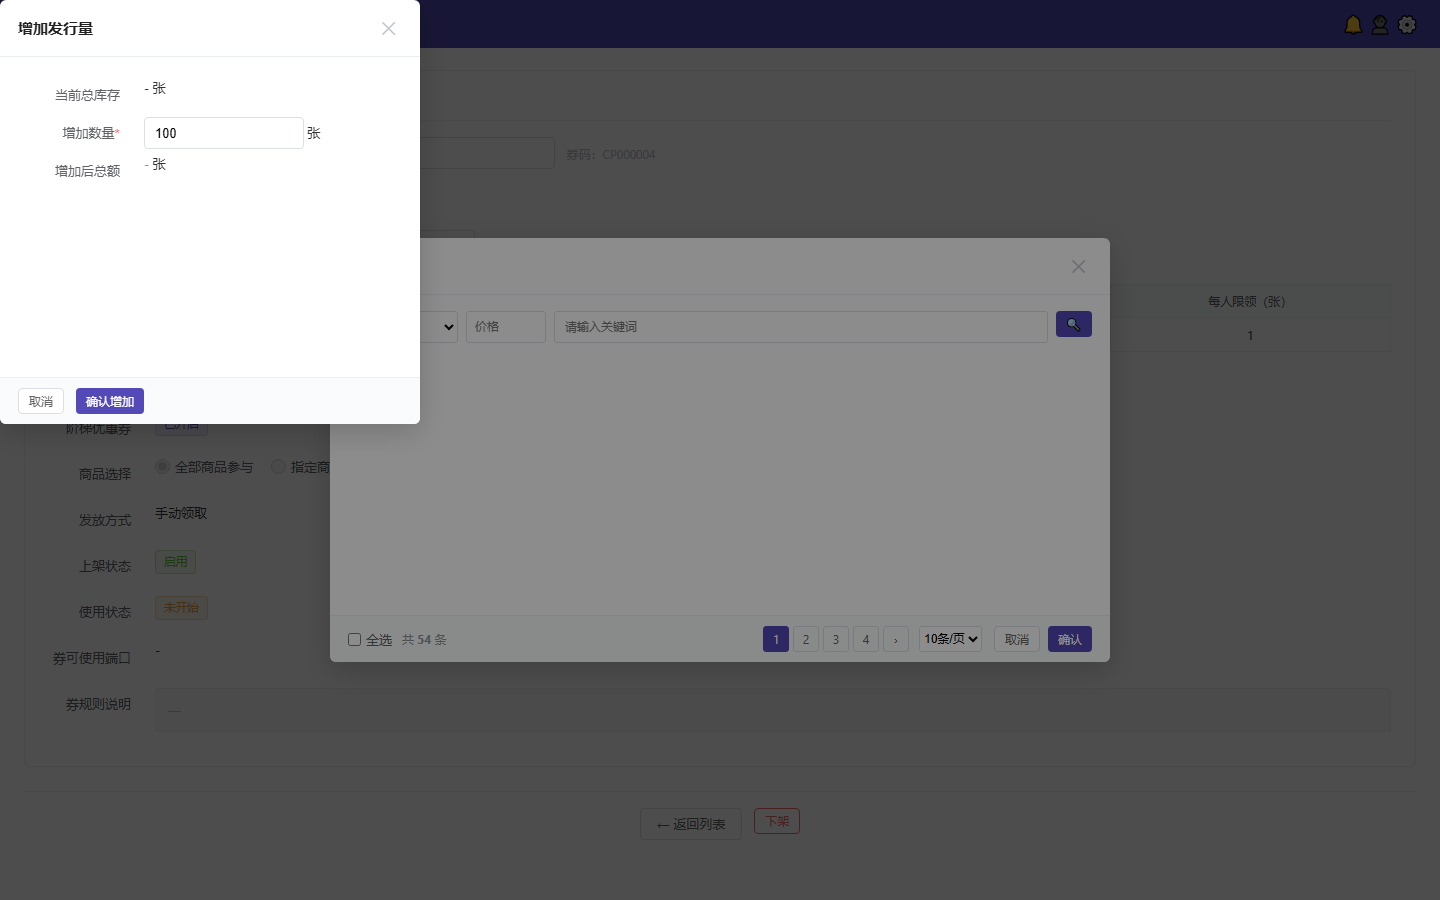 增加发行量
当前总库存 - 张
增加数量* 100 张
增加后总额 - 张
取消 确认增加
券码：CP000004
每人限领（张）
1
价格 请输入关键词
商品选择 全部商品参与 指定商
发放方式 手动领取
上架状态 启用
使用状态 未开始
券可使用端口 -
券规则说明 —
全选 共 54 条 1 2 3 4 › 10条/页 取消 确认
← 返回列表 下架